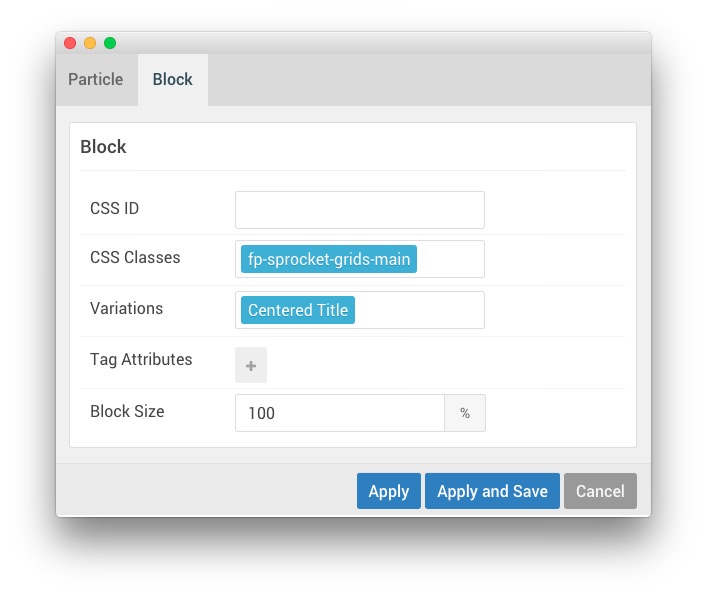 Particle Block
Block
CSS ID
CSS Classes fp-sprocket-grids-main
Variations Centered Title
Tag Attributes +
Block Size 100 %
Apply Apply and Save Cancel